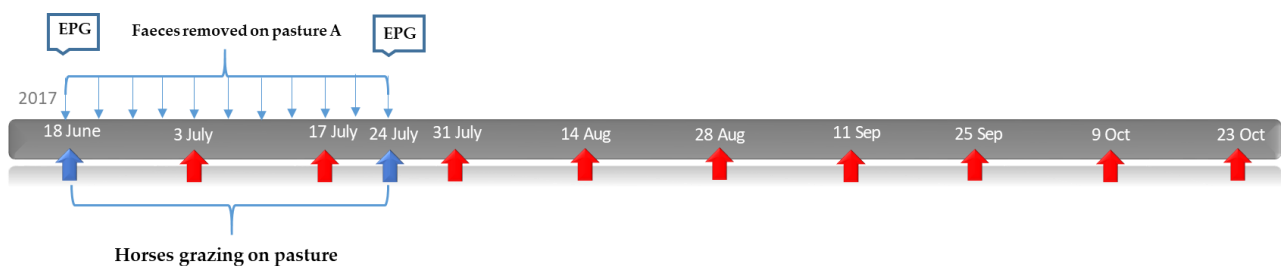 EPG
Faeces removed on pasture A
EPG
2017
18 June
3 July
17 July
24 July
31 July
14 Aug
28 Aug
11 Sep
25 Sep
9 Oct
23 Oct
Horses grazing on pasture